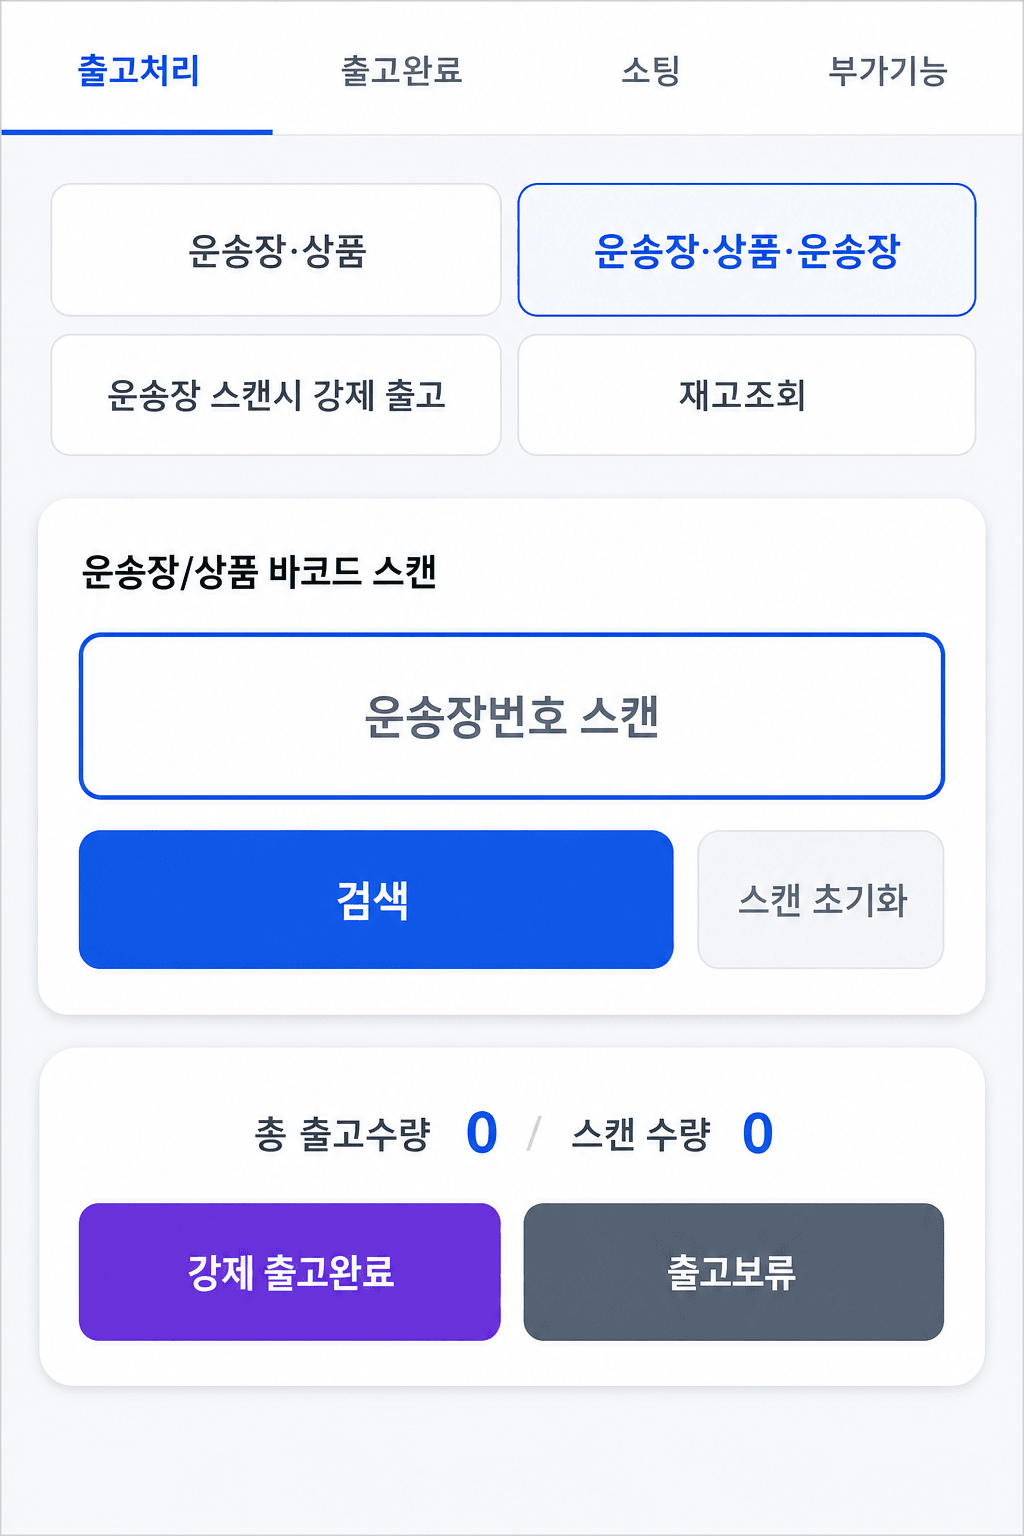 출고처리 출고완료 소팅 부가기능
운송장·상품 운송장·상품·운송장
운송장 스캔시 강제 출고 재고조회
운송장/상품 바코드 스캔
운송장번호 스캔
검색 스캔 초기화
총 출고수량 0 / 스캔 수량 0
강제 출고완료 출고보류